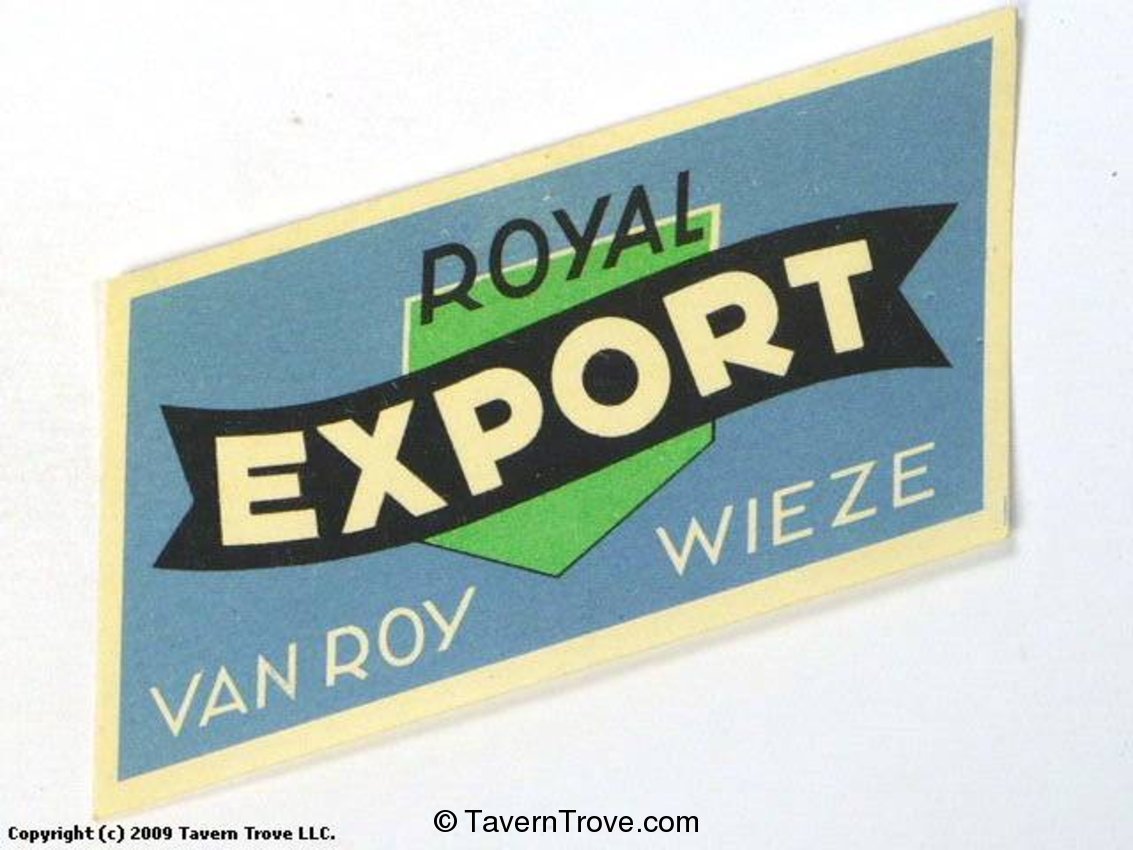 ROYAL
EXPORT
VAN ROY WIEZE
© TavernTrove.com
Copyright (c) 2009 Tavern Trove LLC.